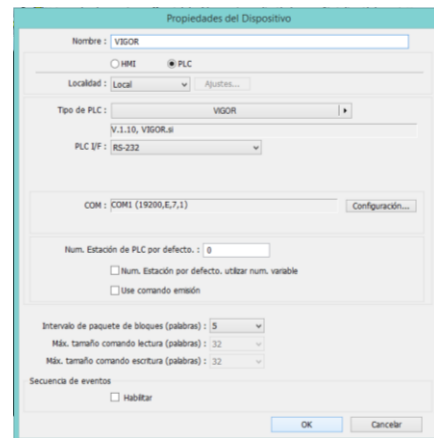 Propiedades del Dispositivo
Nombre : VIGOR
HMI PLC
Localidad : Local Ajustes...
Tipo de PLC : VIGOR
V.1.10, VIGOR.si
PLC I/F : RS-232
COM : COM1 (19200,E,7,1) Configuración...
Num. Estación de PLC por defecto. : 0
Num. Estación por defecto. utilizar num. variable
Use comando emisión
Intervalo de paquete de bloques (palabras) : 5
Máx. tamaño comando lectura (palabras) : 32
Máx. tamaño comando escritura (palabras) : 32
Secuencia de eventos
Habilitar
OK Cancelar